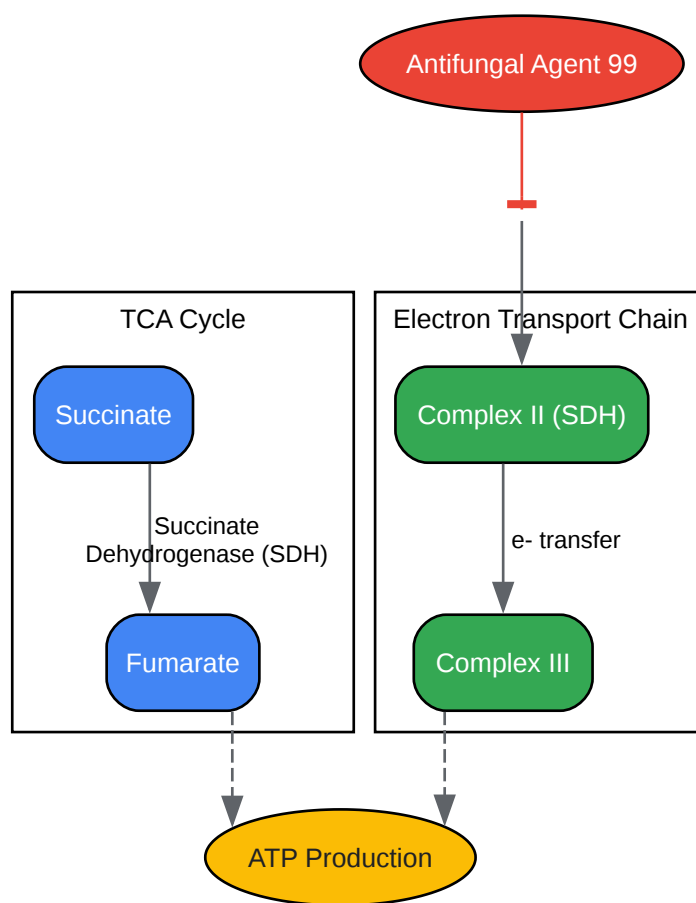 Antifungal Agent 99
TCA Cycle
Electron Transport Chain
Succinate
Complex II (SDH)
Succinate
Dehydrogenase (SDH)
e- transfer
Fumarate
Complex III
ATP Production